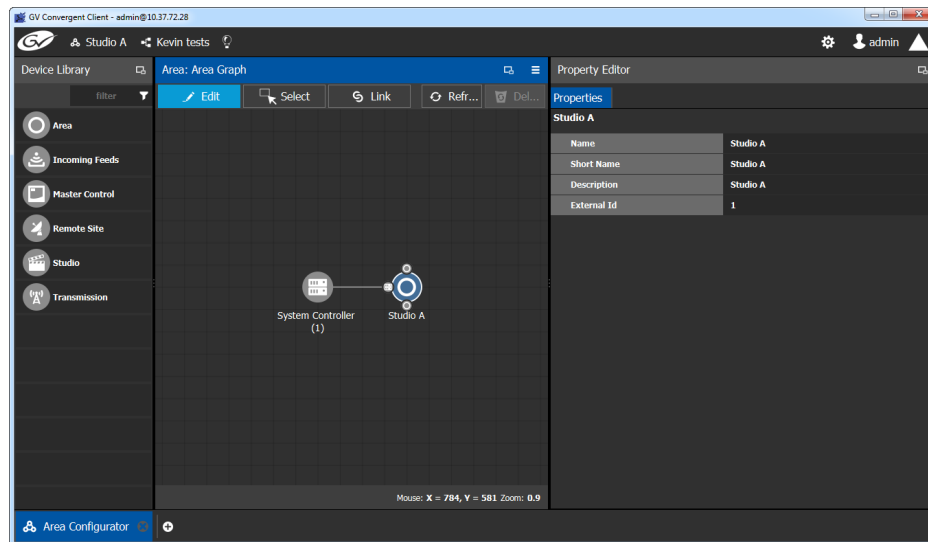 GV Convergent Client - admin@10.37.72.28
GV Studio A Kevin tests admin
Device Library
filter
Area
Incoming Feeds
Master Control
Remote Site
Studio
Transmission
Area: Area Graph
Edit Select Link Refr... Del...
System Controller
(1)
Studio A
Mouse: X = 784, Y = 581 Zoom: 0.9
Property Editor
Properties
Studio A
Name Studio A
Short Name Studio A
Description Studio A
External Id 1
Area Configurator